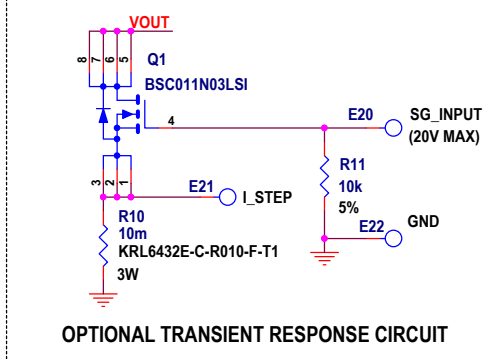 VOUT
8
7
6
5
Q1
BSC011N03LSI
4
E20
SG_INPUT
(20V MAX)
R11
10k
5%
3
2
1
E21
I_STEP
E22
GND
R10
10m
KRL6432E-C-R010-F-T1
3W
OPTIONAL TRANSIENT RESPONSE CIRCUIT